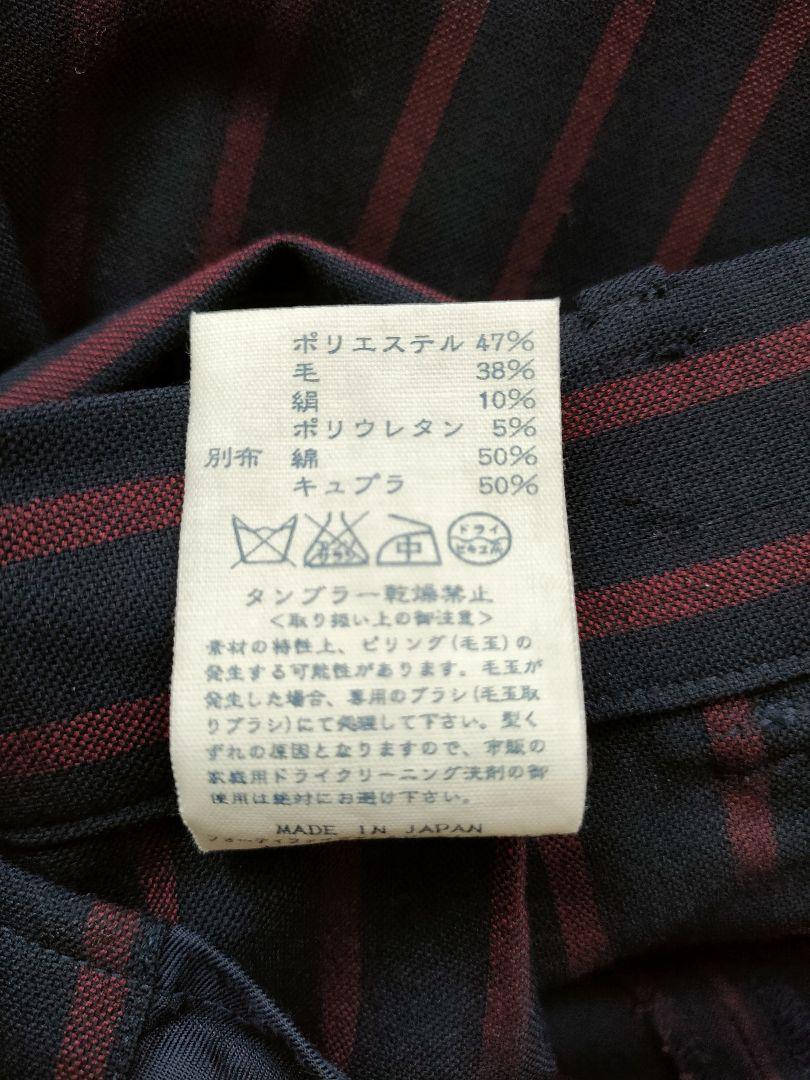 ポリエステル 47%
毛 38%
絹 10%
ポリウレタン 5%
別布 綿 50%
キュプラ 50%
中 ドライ
タンブラー乾燥禁止
<取り扱い上の御注意>
素材の特性上、ピリング(毛玉)の
発生する可能性があります。毛玉が
発生した場合、専用のブラシ(毛玉取
りブラシ)にて処理して下さい。型く
ずれの原因となりますので、市販の
家庭用ドライクリーニング洗剤の御
使用は絶対にお避け下さい。
MADE IN JAPAN